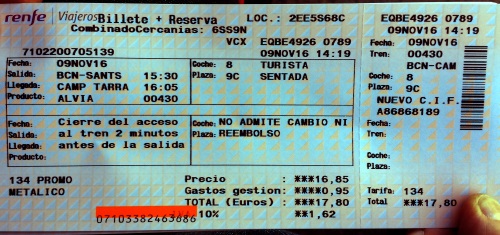 renfe Viajeros Billete + Reserva LOC.: 2EE5S68C EQBE4926 0789
CombinadoCercanias: 6SS9N 09NOV16 14:19
VCX EQBE4926 0789
7102200705139 09NOV16 14:19
Fecha: 09NOV16 Coche: 8 TURISTA
Salida: BCN-SANTS 15:30 Plaza: 9C SENTADA
Llegada: CAMP TARRA 16:05
Producto: ALVIA 00430
Fecha: Cierre del acceso Coche: NO ADMITE CAMBIO NI
Salida: al tren 2 minutos Plaza: REEMBOLSO
Llegada: antes de la salida
Producto:
134 PROMO Precio : ***16,85
METALICO Gastos gestion: ***0,95
TOTAL (Euros) : ***17,80
10% : **1,62
07103382463686
Fecha: 09NOV16
Tren: 00430
BCN-CAM
Coche: 8
Plaza: 9C
NUEVO C.I.F.
Fecha: A86868189
Tren:
Coche:
Plaza:
Tarifa: 134
Total ***17,80